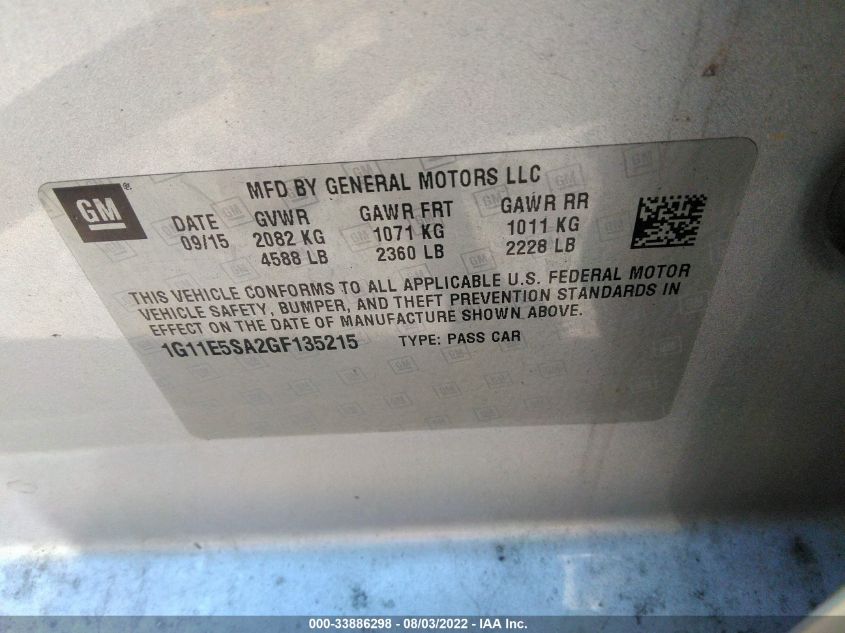 GM ®
MFD BY GENERAL MOTORS LLC
DATE GVWR GAWR FRT GAWR RR
09/15 2082 KG 1071 KG 1011 KG
4588 LB 2360 LB 2228 LB
THIS VEHICLE CONFORMS TO ALL APPLICABLE U.S. FEDERAL MOTOR
VEHICLE SAFETY, BUMPER, AND THEFT PREVENTION STANDARDS IN
EFFECT ON THE DATE OF MANUFACTURE SHOWN ABOVE.
1G11E5SA2GF135215 TYPE: PASS CAR
000-33886298 - 08/03/2022 - IAA Inc.